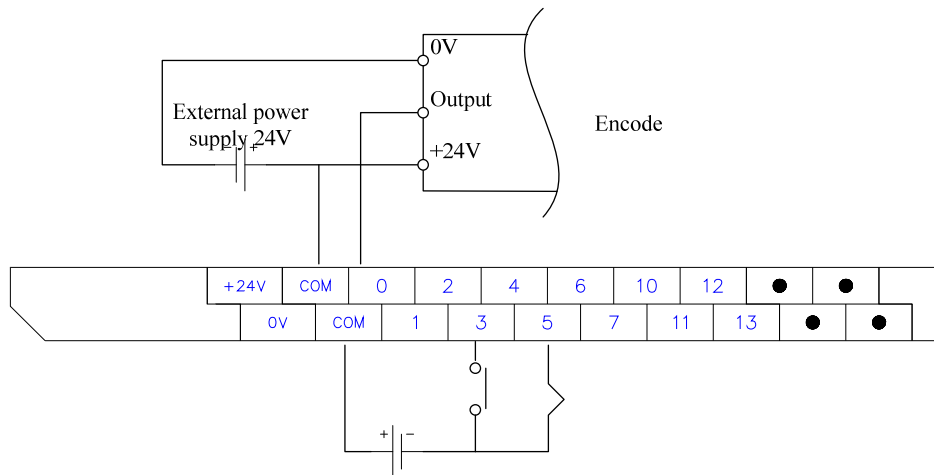 0V
Output
External power
supply 24V
Encode
- +
+24V
+24V COM 0 2 4 6 10 12
0V COM 1 3 5 7 11 13
+ -